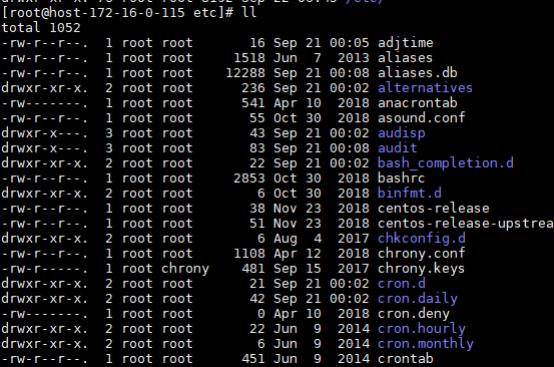 [root@host-172-16-0-115 etc]# ll
total 1052
-rw-r--r--. 1 root root 16 Sep 21 00:05 adjtime
-rw-r--r--. 1 root root 1518 Jun 7 2013 aliases
-rw-r--r--. 1 root root 12288 Sep 21 00:08 aliases.db
drwxr-xr-x. 2 root root 236 Sep 21 00:02 alternatives
-rw-------. 1 root root 541 Apr 10 2018 anacrontab
-rw-r--r--. 1 root root 55 Oct 30 2018 asound.conf
drwxr-x---. 3 root root 43 Sep 21 00:02 audisp
drwxr-x---. 3 root root 83 Sep 21 00:08 audit
drwxr-xr-x. 2 root root 22 Sep 21 00:02 bash_completion.d
-rw-r--r--. 1 root root 2853 Oct 30 2018 bashrc
drwxr-xr-x. 2 root root 6 Oct 30 2018 binfmt.d
-rw-r--r--. 1 root root 38 Nov 23 2018 centos-release
-rw-r--r--. 1 root root 51 Nov 23 2018 centos-release-upstrea
drwxr-xr-x. 2 root root 6 Aug 4 2017 chkconfig.d
-rw-r--r--. 1 root root 1108 Apr 12 2018 chrony.conf
-rw-r-----. 1 root chrony 481 Sep 15 2017 chrony.keys
drwxr-xr-x. 2 root root 21 Sep 21 00:02 cron.d
drwxr-xr-x. 2 root root 42 Sep 21 00:02 cron.daily
-rw-------. 1 root root 0 Apr 10 2018 cron.deny
drwxr-xr-x. 2 root root 22 Jun 9 2014 cron.hourly
drwxr-xr-x. 2 root root 6 Jun 9 2014 cron.monthly
-rw-r--r--. 1 root root 451 Jun 9 2014 crontab